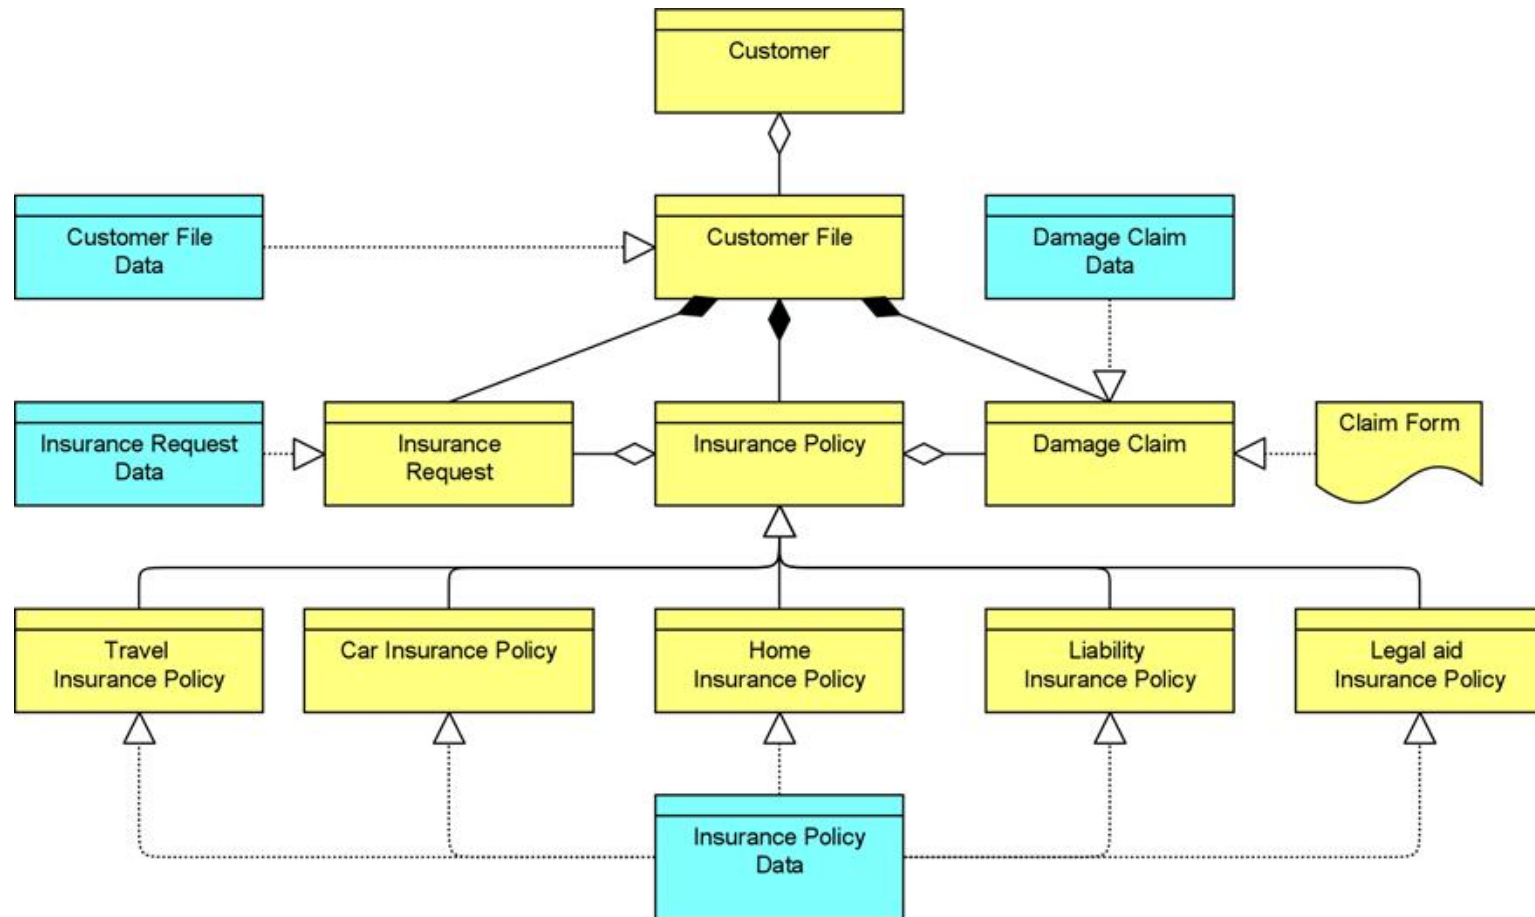 Customer
Customer File
Data
Customer File
Damage Claim
Data
Insurance Request
Data
Insurance
Request
Insurance Policy
Damage Claim
Claim Form
Travel
Insurance Policy
Car Insurance Policy
Home
Insurance Policy
Liability
Insurance Policy
Legal aid
Insurance Policy
Insurance Policy
Data